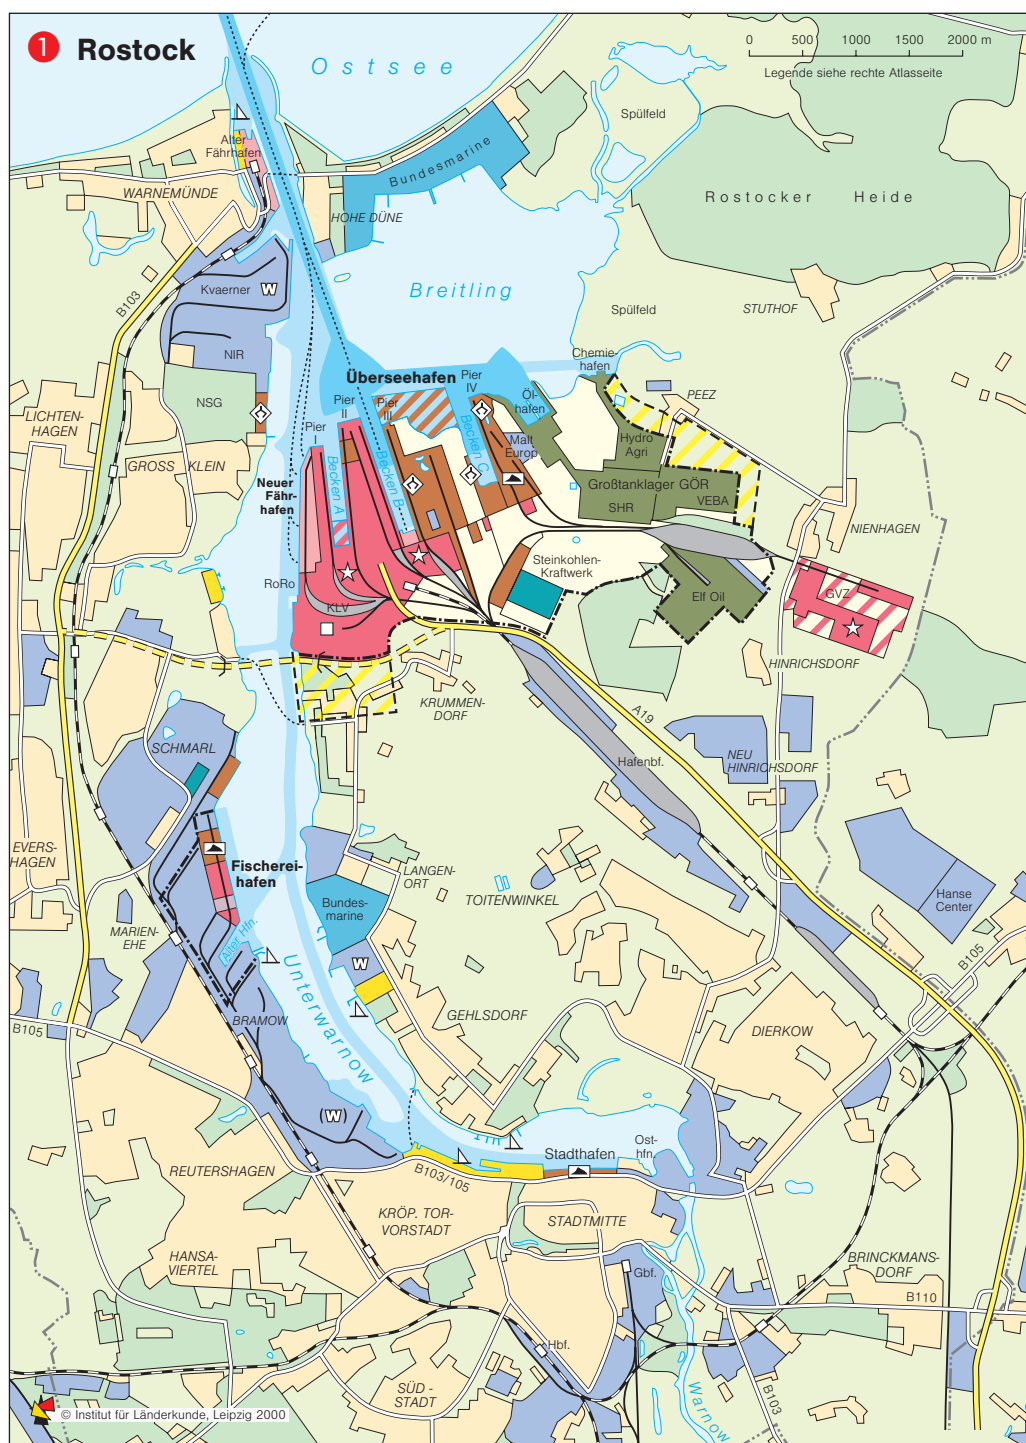 1 Rostock
Ostsee
0 500 1000 1500 2000 m
Legende siehe rechte Atlasseite
Spülfeld
Alter
Fährhafen
Bundesmarine
WARNEMÜNDE
Rostocker Heide
HOHE DÜNE
Kvaerner
W
Breitling
B103
Spülfeld
STUTHOF
NIR
Chemie-
hafen
Überseehafen
Pier
IV
Öl-
hafen
PEEZ
NSG
Pier
II
Pier
III
Pier
I
LICHTEN-
HAGEN
GROSS KLEIN
Becken C
Malt
Europ
Hydro
Agri
Neuer
Fähr-
hafen
Becken A
Becken B
Großtanklager GÖR
VEBA
SHR
NIENHAGEN
Steinkohlen-
Kraftwerk
RoRo
KLV
Elf Oil
GVZ
HINRICHSDORF
KRUMMEN-
DORF
A19
SCHMARL
Hafenbf.
NEU
HINRICHSDORF
EVERS-
HAGEN
Fischerei-
hafen
LANGEN-
ORT
TOITENWINKEL
Hanse
Center
Bundes-
marine
MARIEN-
EHE
Alter Hfn.
W
B105
Unterwarnow
B105
BRAMOW
GEHLSDORF
DIERKOW
(W)
Stadthafen
Ost-
hfn.
REUTERSHAGEN
B103/105
KRÖP. TOR-
VORSTADT
STADTMITTE
HANSA-
VIERTEL
BRINCKMANS-
DORF
Gbf.
B110
Hbf.
SÜD -
STADT
Warnow
B103
© Institut für Länderkunde, Leipzig 2000